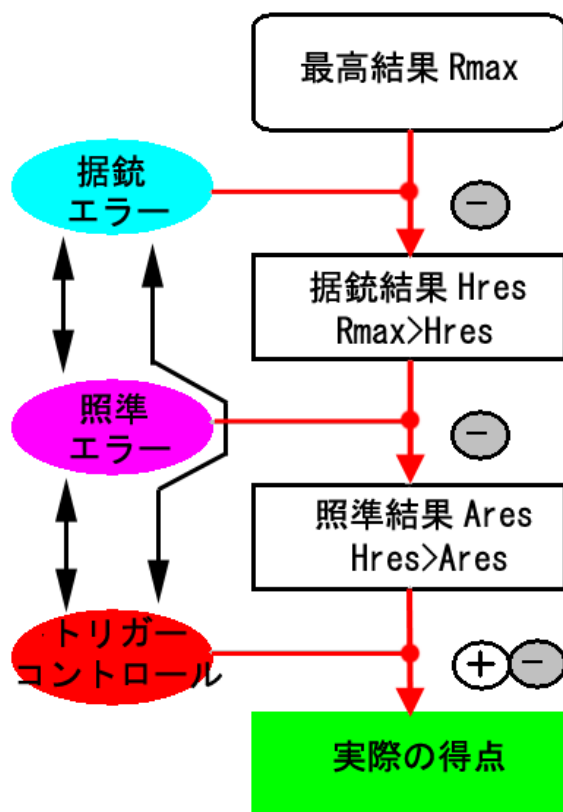 最高結果 Rmax
据銃
エラー
−
据銃結果 Hres
Rmax>Hres
照準
エラー
−
照準結果 Ares
Hres>Ares
トリガー
コントロール
+ −
実際の得点